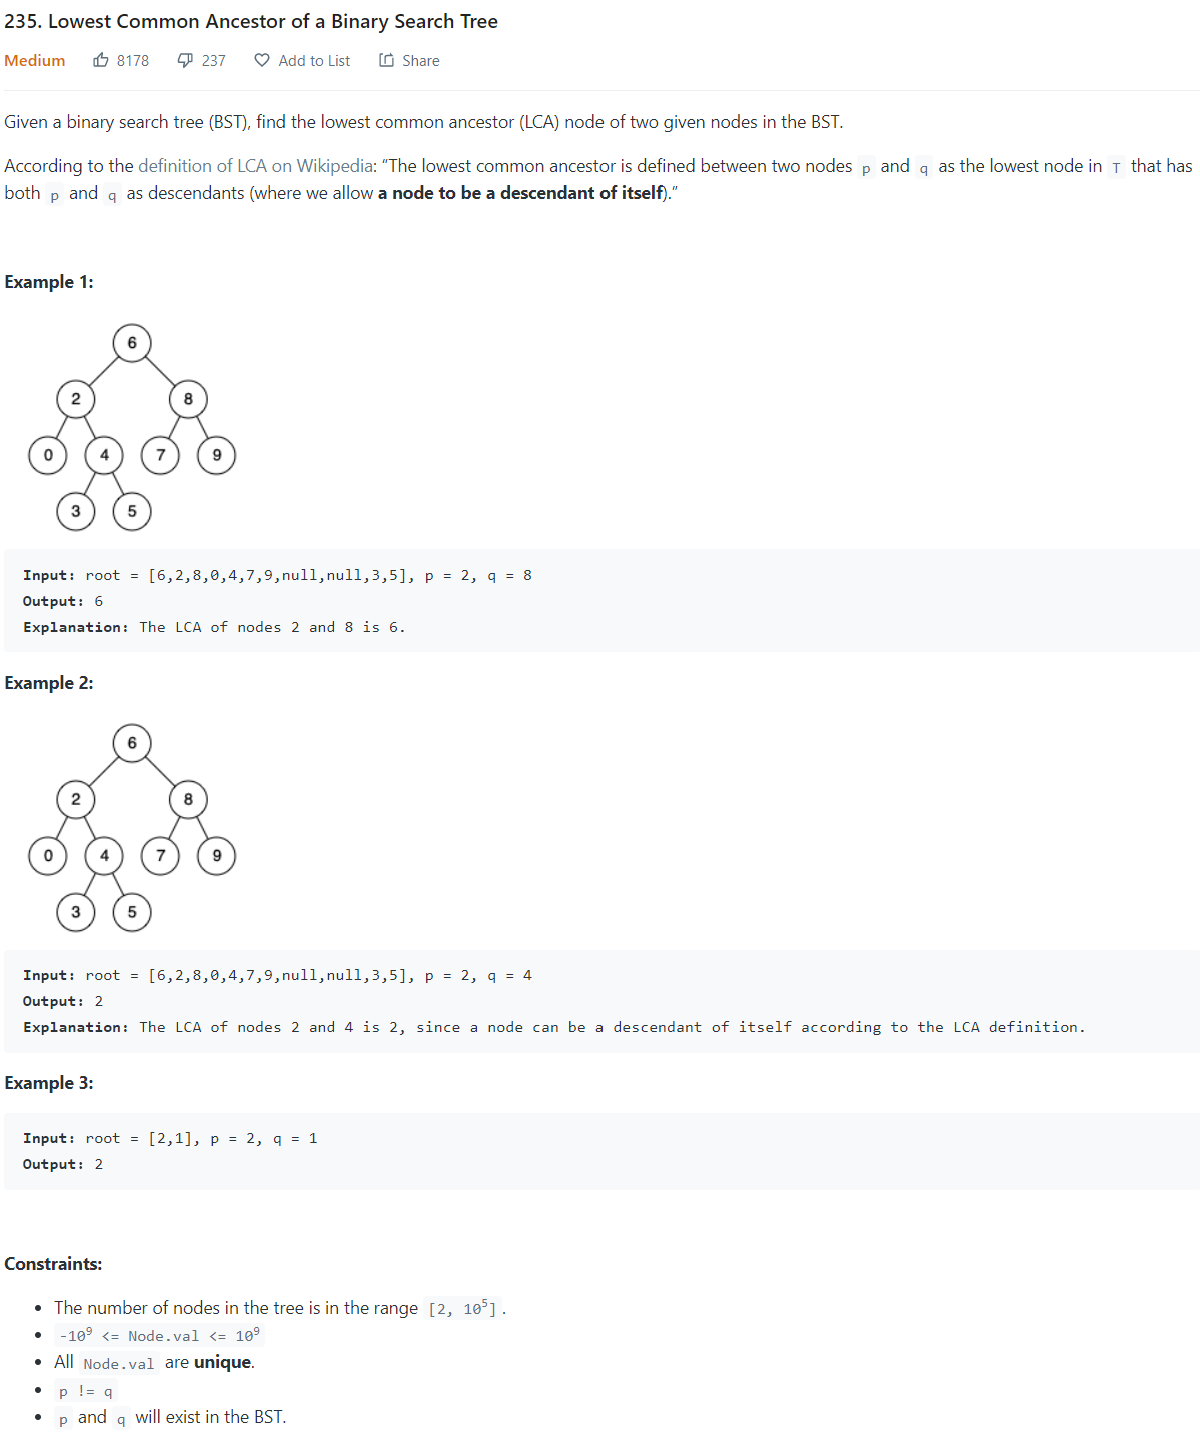 235. Lowest Common Ancestor of a Binary Search Tree
Medium 8178 237 Add to List Share
Given a binary search tree (BST), find the lowest common ancestor (LCA) node of two given nodes in the BST.
According to the definition of LCA on Wikipedia: “The lowest common ancestor is defined between two nodes p and q as the lowest node in T that has
both p and q as descendants (where we allow a node to be a descendant of itself).”
Example 1:
6
2 8
0 4 7 9
3 5
Input: root = [6,2,8,0,4,7,9,null,null,3,5], p = 2, q = 8
Output: 6
Explanation: The LCA of nodes 2 and 8 is 6.
Example 2:
6
2 8
0 4 7 9
3 5
Input: root = [6,2,8,0,4,7,9,null,null,3,5], p = 2, q = 4
Output: 2
Explanation: The LCA of nodes 2 and 4 is 2, since a node can be a descendant of itself according to the LCA definition.
Example 3:
Input: root = [2,1], p = 2, q = 1
Output: 2
Constraints:
• The number of nodes in the tree is in the range [2, 10⁵].
• -10⁹ <= Node.val <= 10⁹
• All Node.val are unique.
• p != q
• p and q will exist in the BST.